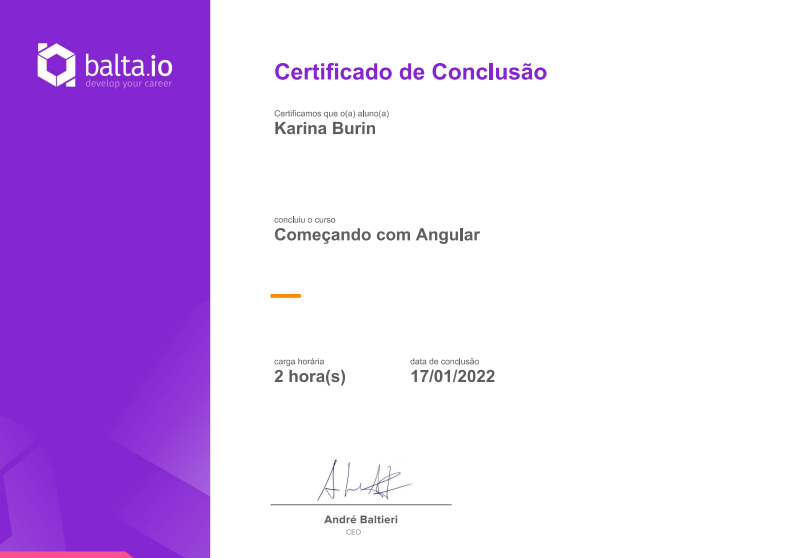 balta.io
develop your career
Certificado de Conclusão
Certificamos que o(a) aluno(a)
Karina Burin
concluiu o curso
Começando com Angular
carga horária
2 hora(s)
data de conclusão
17/01/2022
André Baltieri
CEO